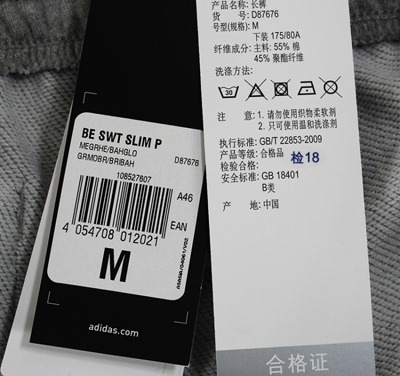 BE SWT SLIM P
MEGRHE/BAHGLO D87676
GRMOBR/BRIBAH
108527607
A46
EAN
4 054708 012021
M
adidas.com
产品名称: 长裤
货 号: D87676
号型(规格): M
下装 175/80A
纤维成分: 主料: 55% 棉
45% 聚酯纤维
洗涤方法:
30
注 意: 1. 请勿使用织物柔软剂
2. 只可使用温和洗涤剂
执行标准: GB/T 22853-2009
产品等级: 合格品
检验合格: 检18
安全标准: GB 18401
B类
产 地: 中国
合格证